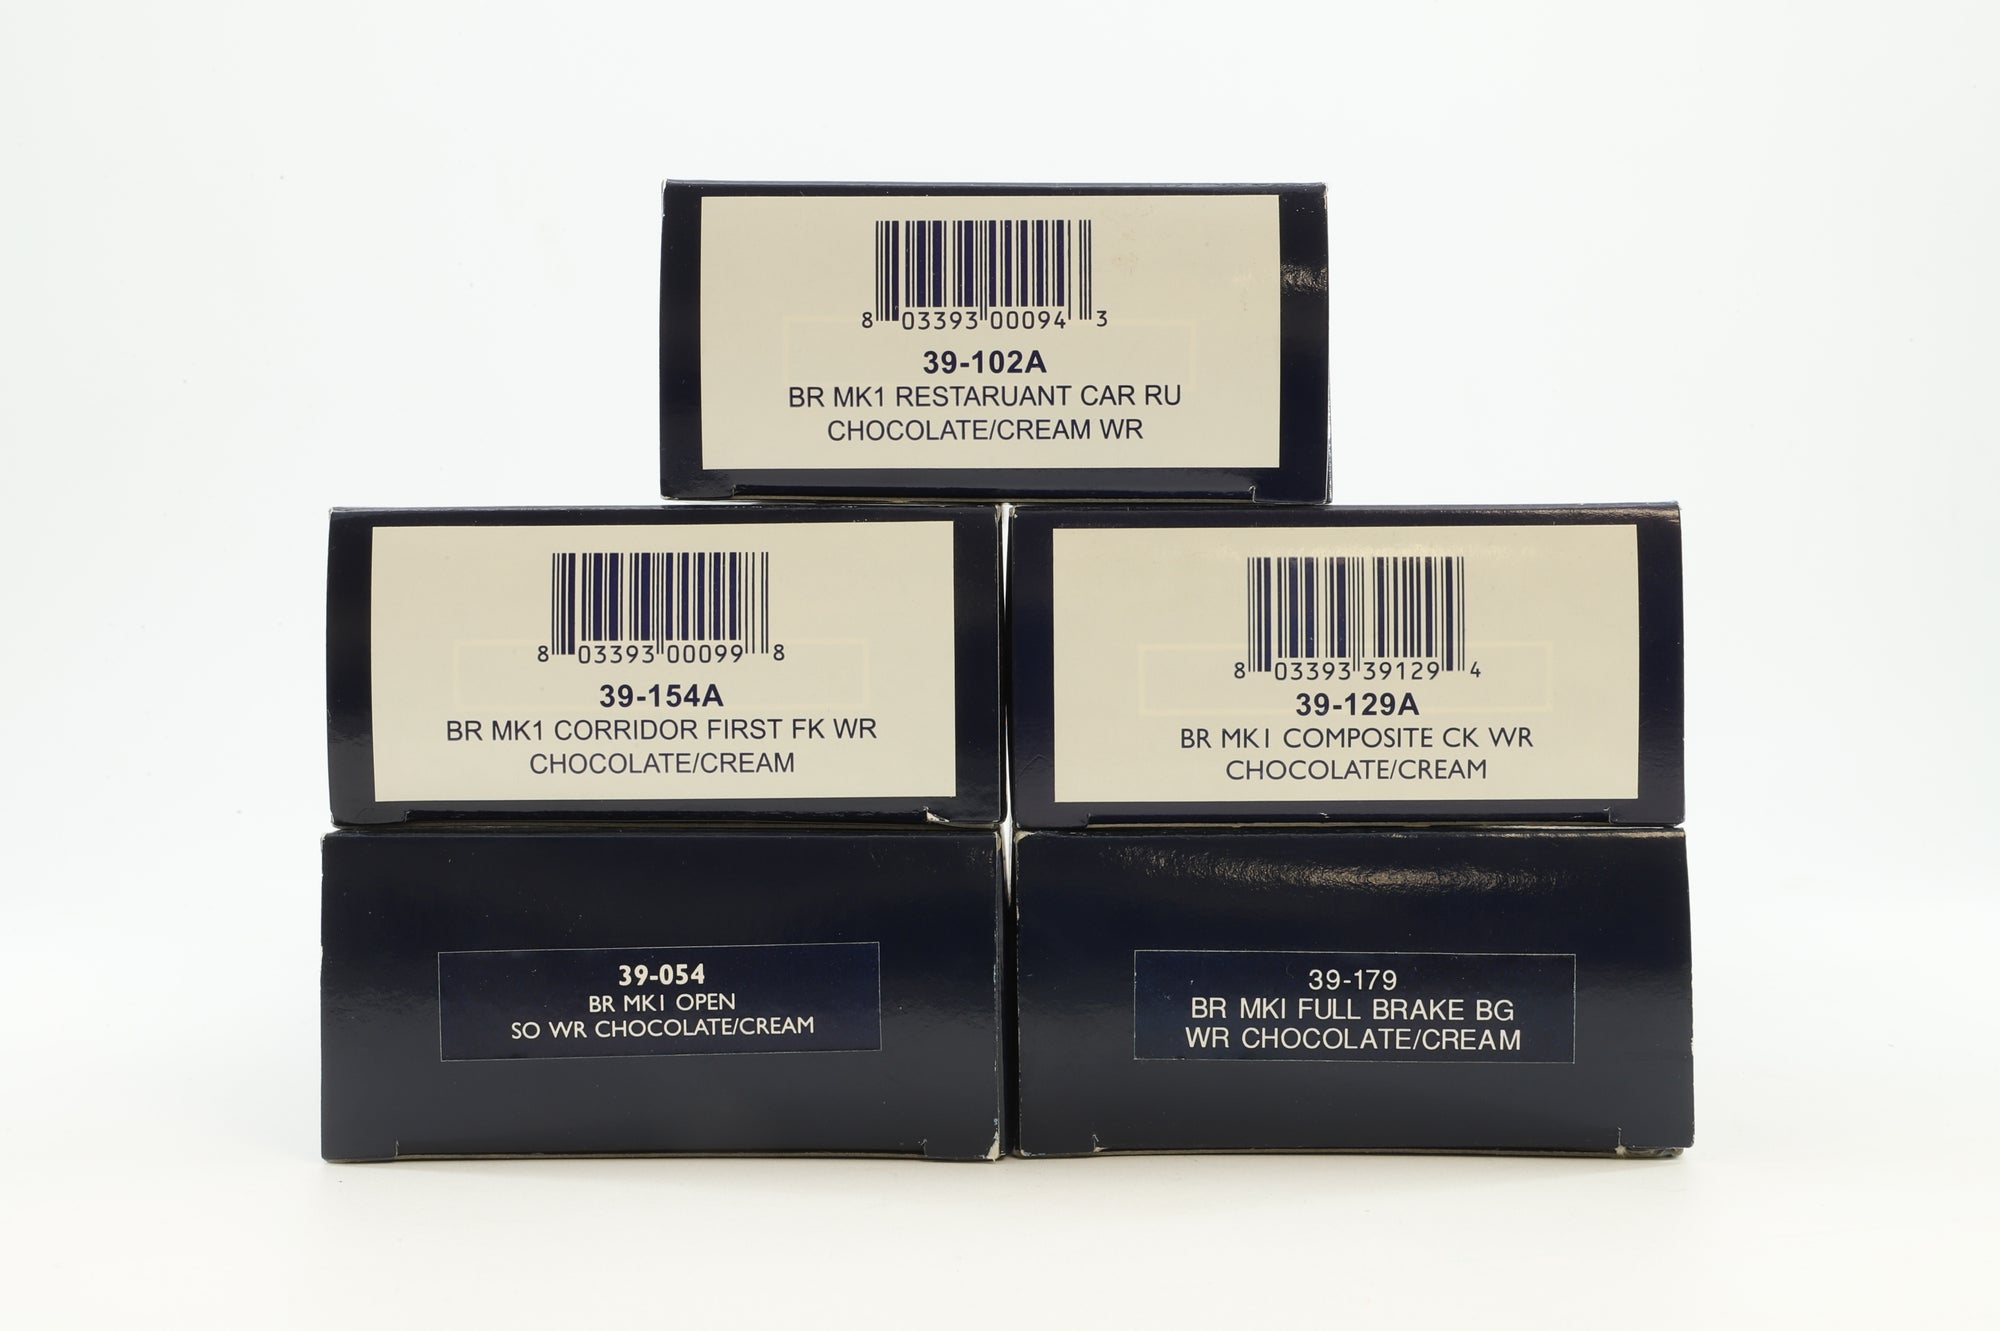 8 03393 00094 3
39-102A
BR MK1 RESTARUANT CAR RU
CHOCOLATE/CREAM WR
8 03393 00099 8
39-154A
BR MK1 CORRIDOR FIRST FK WR
CHOCOLATE/CREAM
8 03393 39129 4
39-129A
BR MK1 COMPOSITE CK WR
CHOCOLATE/CREAM
39-054
BR MK1 OPEN
SO WR CHOCOLATE/CREAM
39-179
BR MK1 FULL BRAKE BG
WR CHOCOLATE/CREAM